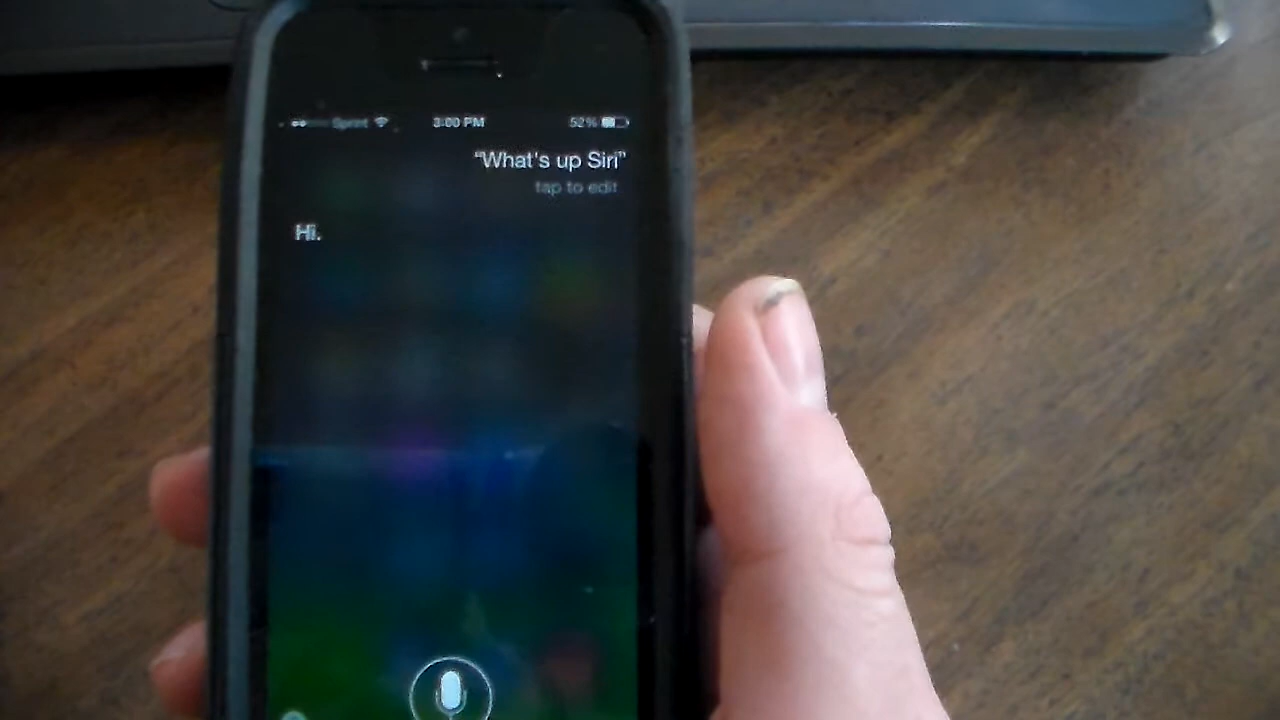 Sprint 3:00 PM 52%
“What's up Siri”
tap to edit
Hi.